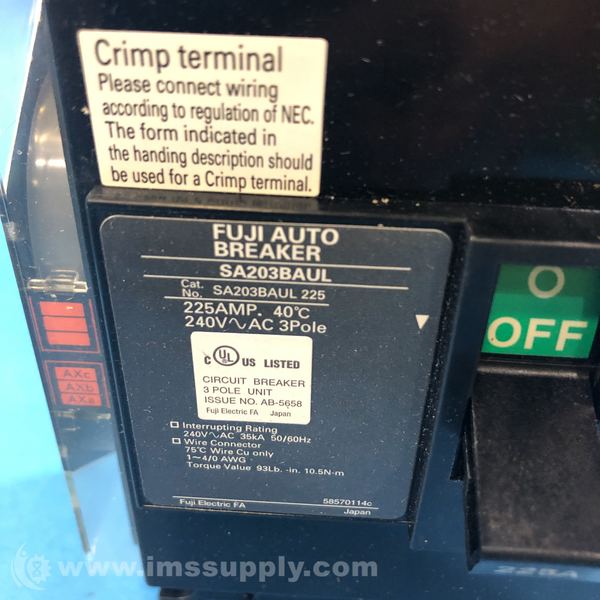 Crimp terminal
Please connect wiring
according to regulation of NEC.
The form indicated in
the handing description should
be used for a Crimp terminal.
FUJI AUTO
BREAKER
SA203BAUL
Cat. No. SA203BAUL 225
225AMP. 40℃
240V∿AC 3Pole
C UL US LISTED
CIRCUIT BREAKER
3 POLE UNIT
ISSUE NO. AB-5658
Fuji Electric FA Japan
Interrupting Rating
240V∿AC 35kA 50/60Hz
Wire Connector
75℃ Wire Cu only
1~4/0 AWG
Torque Value 93Lb.-in. 10.5N-m
Fuji Electric FA 58570114c
Japan
O
OFF
AXc
AXb
AXa
225A
www.imssupply.com